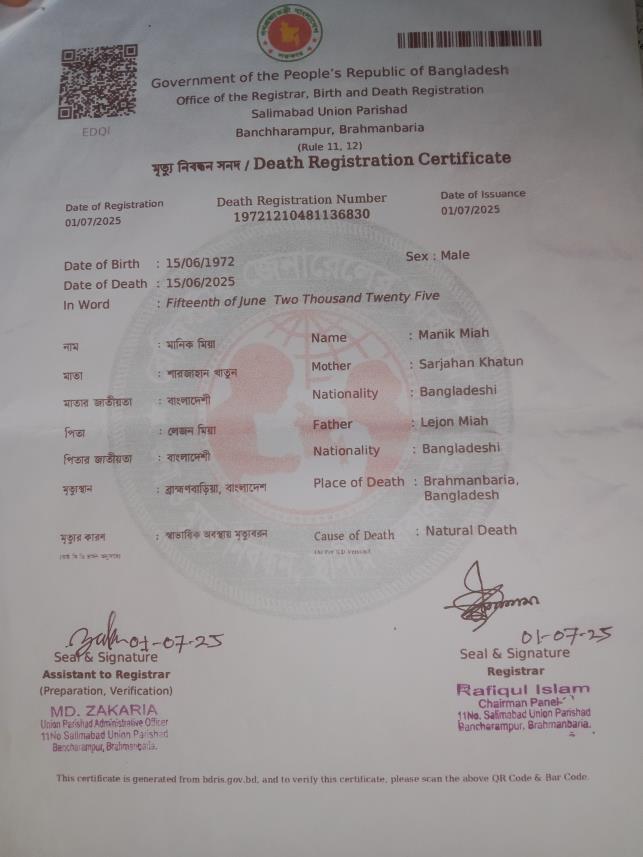 EDQI
Government of the People's Republic of Bangladesh
Office of the Registrar, Birth and Death Registration
Salimabad Union Parishad
Banchharampur, Brahmanbaria
(Rule 11, 12)
মৃত্যু নিবন্ধন সনদ / Death Registration Certificate
Date of Registration
01/07/2025
Death Registration Number
19721210481136830
Date of Issuance
01/07/2025
Date of Birth : 15/06/1972
Sex : Male
Date of Death : 15/06/2025
In Word : Fifteenth of June Two Thousand Twenty Five
নাম : মানিক মিয়া
Name : Manik Miah
মাতা : শারজাহান খাতুন
Mother : Sarjahan Khatun
মাতার জাতীয়তা : বাংলাদেশী
Nationality : Bangladeshi
পিতা : লেজন মিয়া
Father : Lejon Miah
পিতার জাতীয়তা : বাংলাদেশী
Nationality : Bangladeshi
মৃত্যুস্থান : ব্রাহ্মণবাড়িয়া, বাংলাদেশ
Place of Death : Brahmanbaria,
Bangladesh
মৃত্যুর কারণ : স্বাভাবিক অবস্থায় মৃত্যুবরন
Cause of Death : Natural Death
01-07-25
Seal & Signature
Assistant to Registrar
(Preparation, Verification)
MD. ZAKARIA
Union Parishad Administrative Officer
11No Salimabad Union Parishad
Bancharampur, Brahmanbaria.
01-07-25
Seal & Signature
Registrar
Rafiqul Islam
Chairman Panel-
11No. Salimabad Union Parishad
Bancharampur, Brahmanbaria.
This certificate is generated from bdris.gov.bd, and to verify this certificate, please scan the above QR Code & Bar Code.